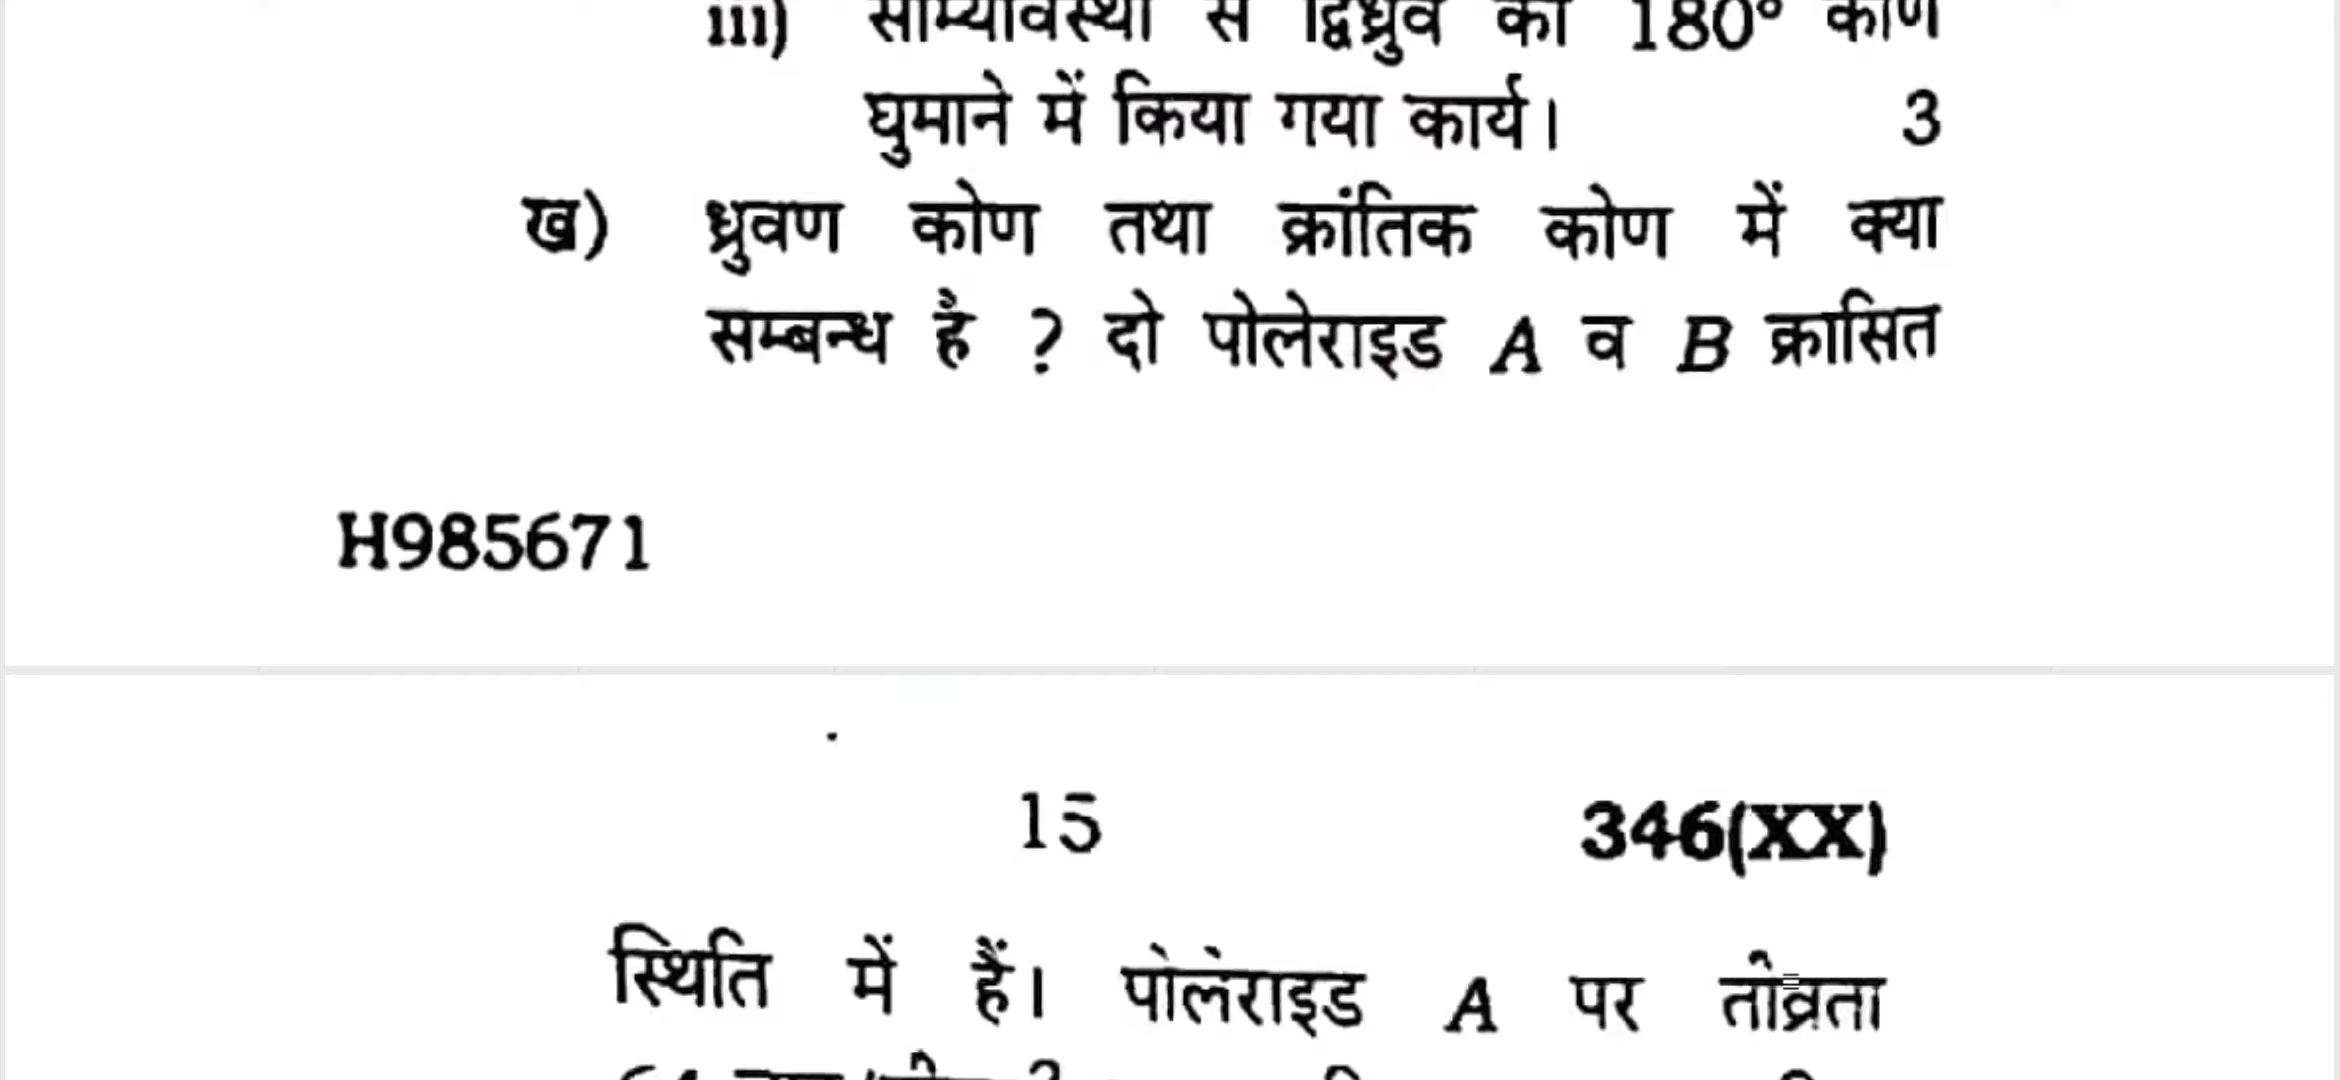 iii) साम्यावस्था से द्विध्रुव को 180° कोण
घुमाने में किया गया कार्य। 3
ख) ध्रुवण कोण तथा क्रांतिक कोण में क्या
सम्बन्ध है ? दो पोलेराइड A व B क्रासित
H985671
15 346(XX)
स्थिति में हैं। पोलेराइड A पर तीव्रता